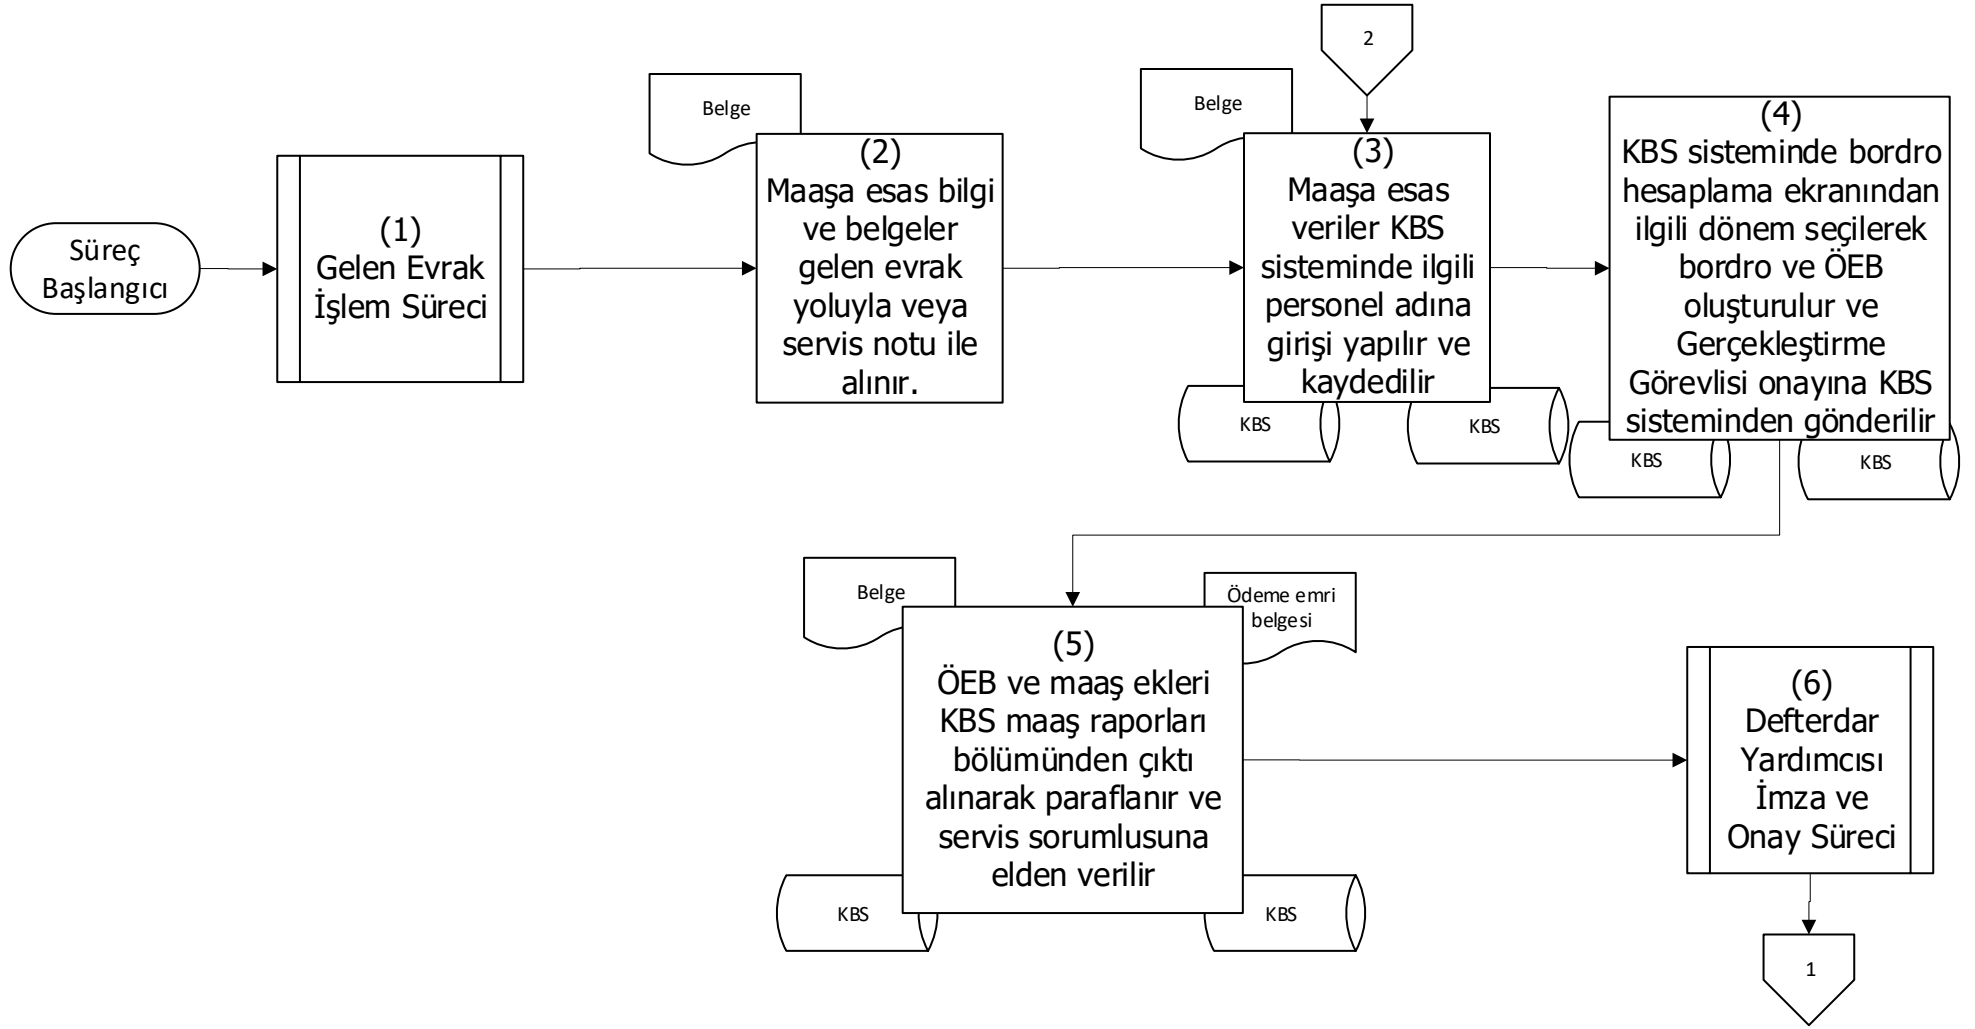 Süreç
Başlangıcı
(1)
Gelen Evrak
İşlem Süreci
Belge
(2)
Maaşa esas bilgi
ve belgeler
gelen evrak
yoluyla veya
servis notu ile
alınır.
2
Belge
(3)
Maaşa esas
veriler KBS
sisteminde ilgili
personel adına
girişi yapılır ve
kaydedilir
KBS
KBS
(4)
KBS sisteminde bordro
hesaplama ekranından
ilgili dönem seçilerek
bordro ve ÖEB
oluşturulur ve
Gerçekleştirme
Görevlisi onayına KBS
sisteminden gönderilir
KBS
KBS
Belge
Ödeme emri
belgesi
(5)
ÖEB ve maaş ekleri
KBS maaş raporları
bölümünden çıktı
alınarak paraflanır ve
servis sorumlusuna
elden verilir
KBS
KBS
(6)
Defterdar
Yardımcısı
İmza ve
Onay Süreci
1